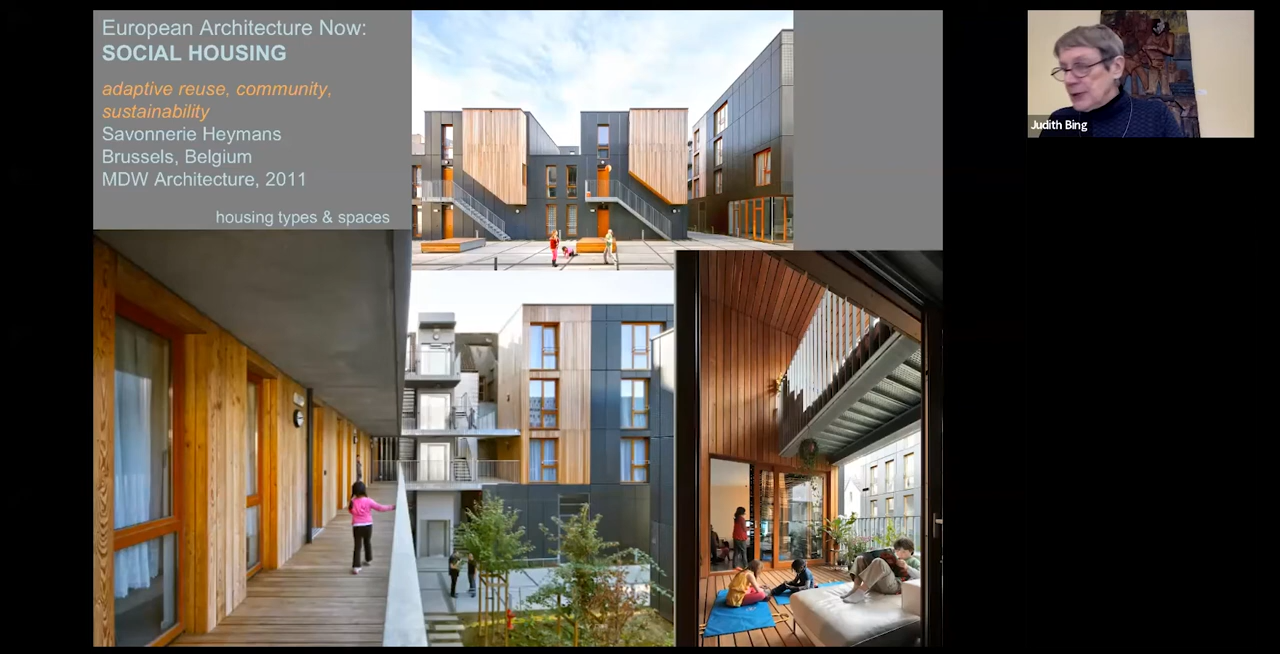 European Architecture Now:
SOCIAL HOUSING
adaptive reuse, community,
sustainability
Savonnerie Heymans
Brussels, Belgium
MDW Architecture, 2011
housing types & spaces
Judith Bing